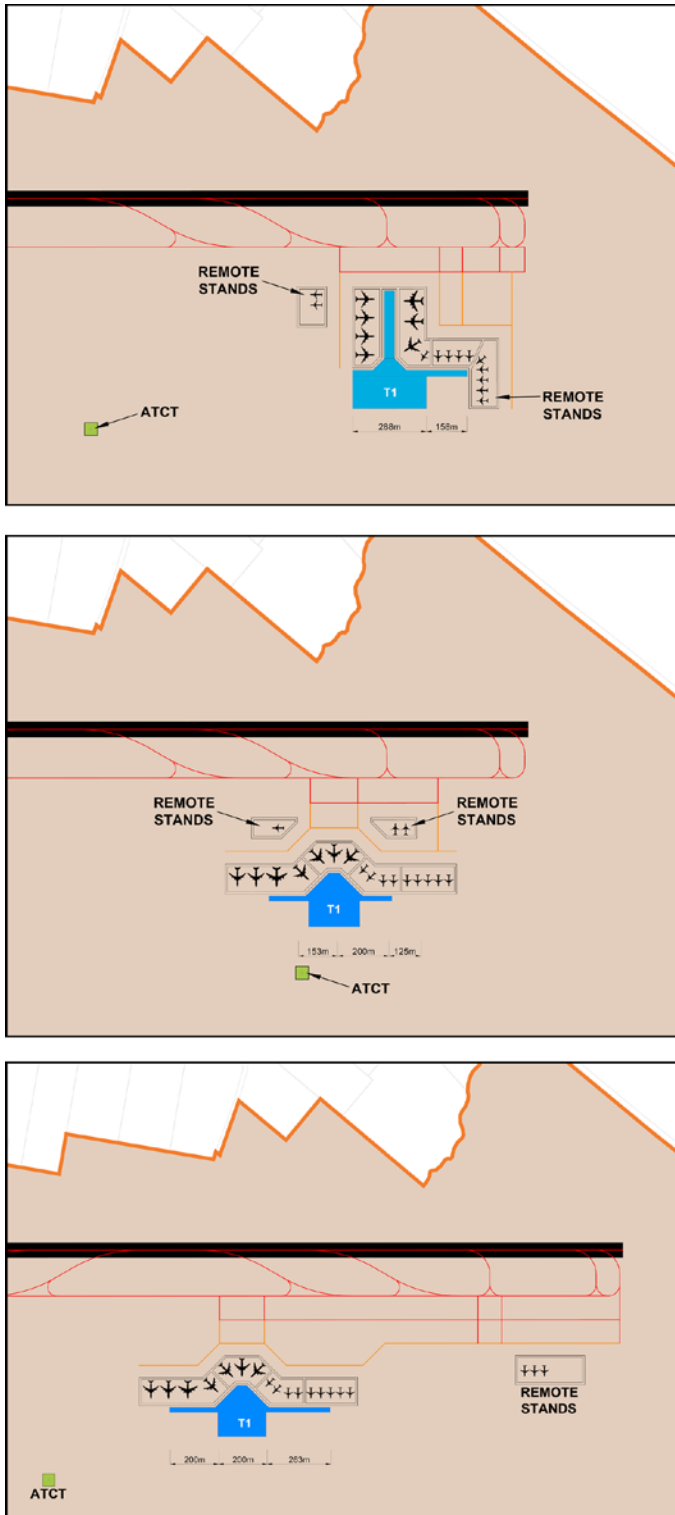 REMOTE
STANDS
T1
REMOTE
STANDS
ATCT
288m
158m
REMOTE
STANDS
REMOTE
STANDS
T1
153m
200m
125m
ATCT
REMOTE
STANDS
T1
200m
200m
263m
ATCT